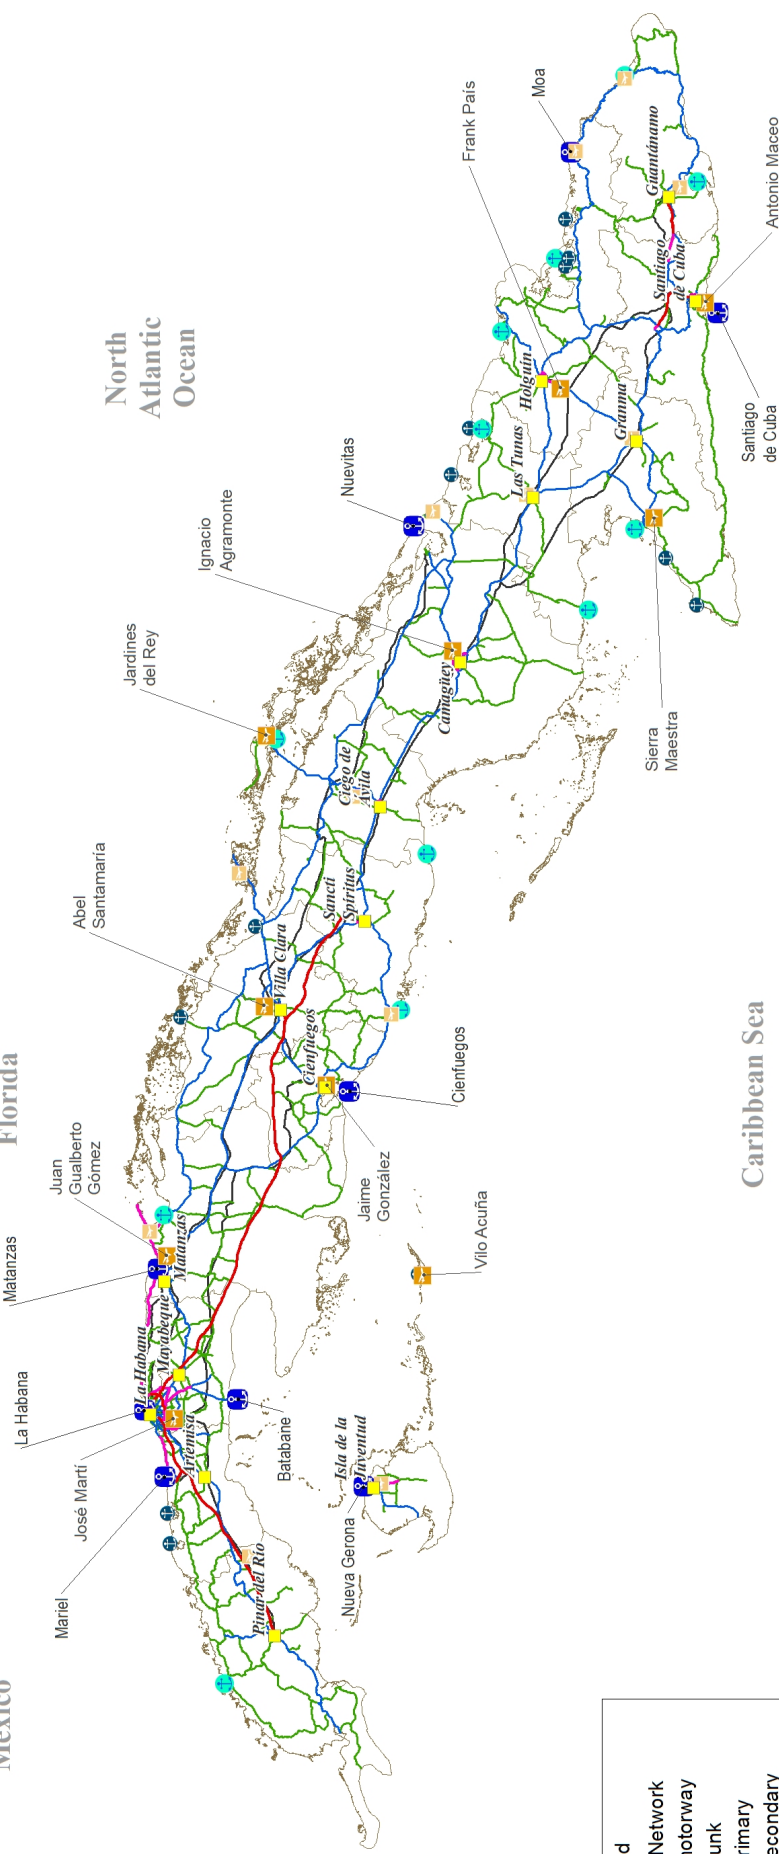 Mexico
Florida
North
Atlantic
Ocean
Caribbean Sea
Mariel
José Martí
La Habana
Matanzas
Juan
Gualberto
Gómez
Abel
Santamaría
Jardines
del Rey
Ignacio
Agramonte
Nuevitas
Frank País
Moa
Pinar del Río
Artemisa
La Habana
Mayabeque
Matanzas
Cienfuegos
Villa Clara
Sancti
Spíritus
Ciego de
Ávila
Camagüey
Las Tunas
Holguín
Granma
Santiago
de Cuba
Guantánamo
Isla de la
Juventud
Nueva Gerona
Batabane
Vilo Acuña
Jaime
González
Cienfuegos
Sierra
Maestra
Santiago
de Cuba
Antonio Maceo
d
Network
otorway
unk
rimary
econdary